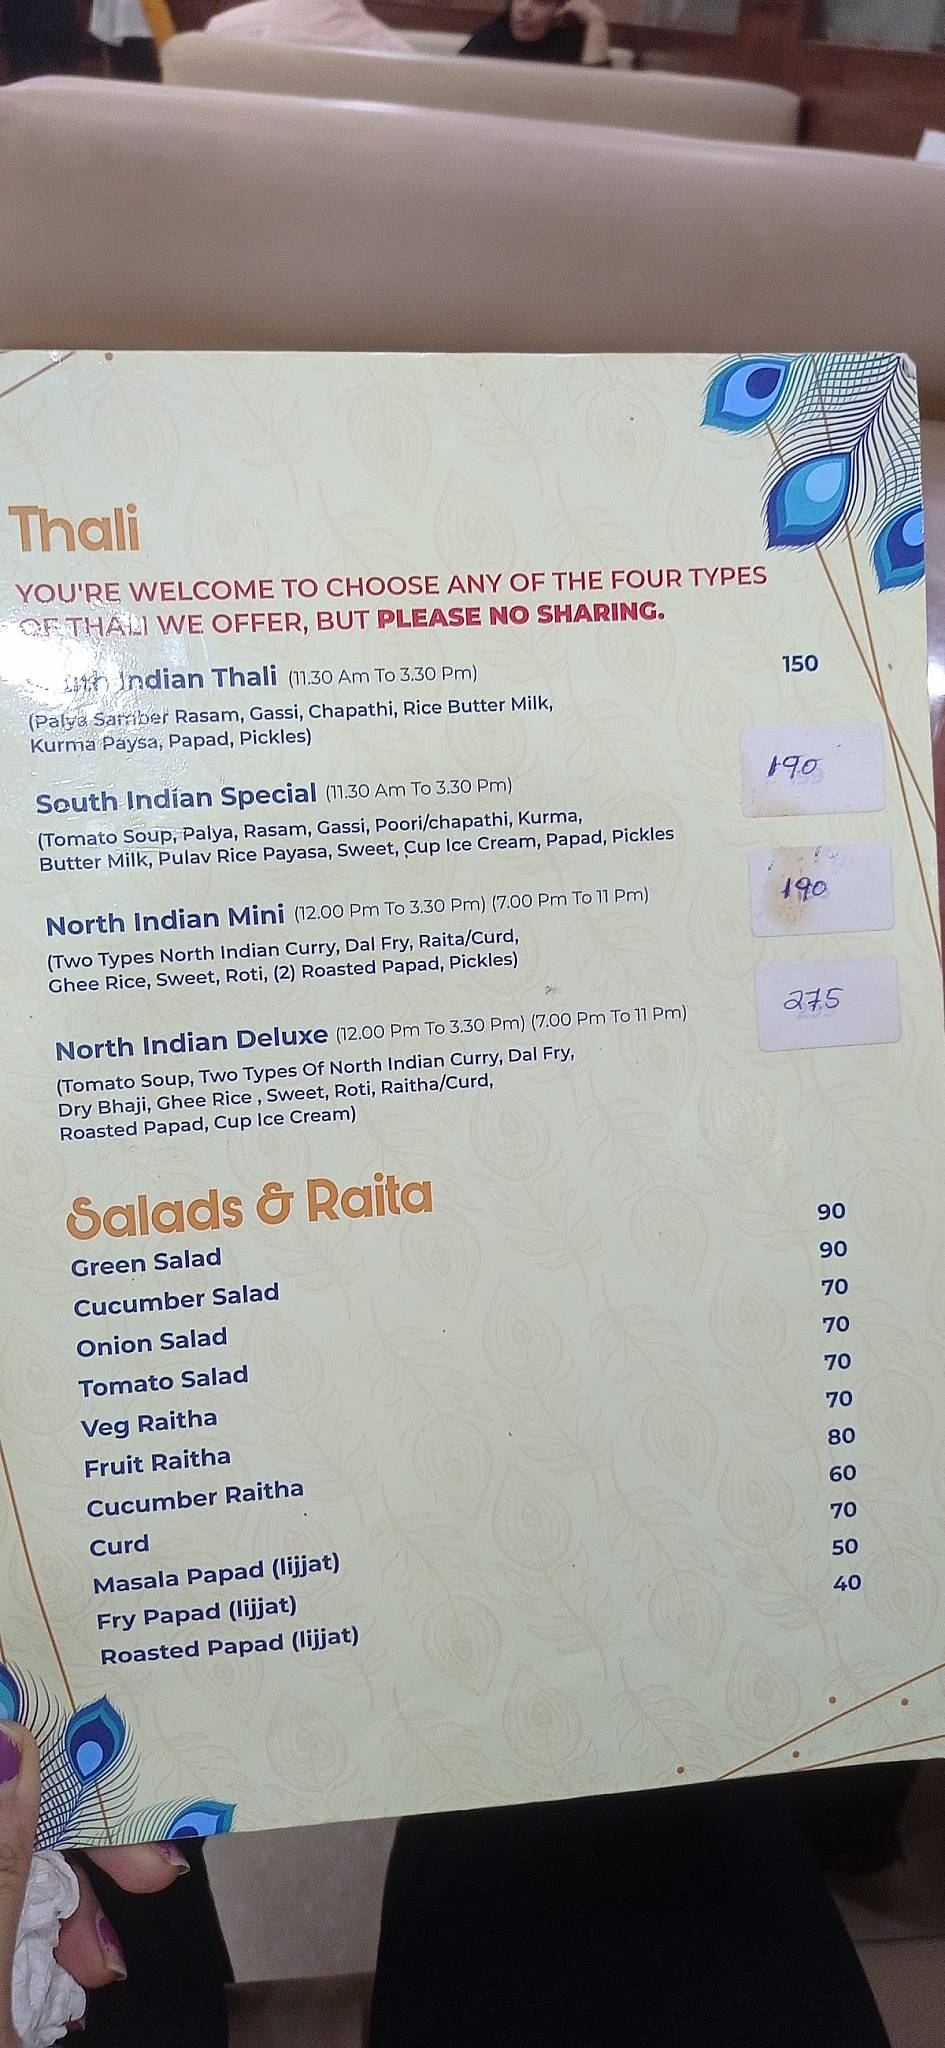 Thali
YOU'RE WELCOME TO CHOOSE ANY OF THE FOUR TYPES
OF THALI WE OFFER, BUT PLEASE NO SHARING.
Indian Thali (11.30 Am To 3.30 Pm) 150
(Palya Samber Rasam, Gassi, Chapathi, Rice Butter Milk,
Kurma Paysa, Papad, Pickles)
South Indian Special (11.30 Am To 3.30 Pm) 190
(Tomato Soup, Palya, Rasam, Gassi, Poori/chapathi, Kurma,
Butter Milk, Pulav Rice Payasa, Sweet, Cup Ice Cream, Papad, Pickles
North Indian Mini (12.00 Pm To 3.30 Pm) (7.00 Pm To 11 Pm) 190
(Two Types North Indian Curry, Dal Fry, Raita/Curd,
Ghee Rice, Sweet, Roti, (2) Roasted Papad, Pickles)
North Indian Deluxe (12.00 Pm To 3.30 Pm) (7.00 Pm To 11 Pm) 275
(Tomato Soup, Two Types Of North Indian Curry, Dal Fry,
Dry Bhaji, Ghee Rice , Sweet, Roti, Raitha/Curd,
Roasted Papad, Cup Ice Cream)
Salads & Raita
Green Salad 90
Cucumber Salad 90
Onion Salad 70
Tomato Salad 70
Veg Raitha 70
Fruit Raitha 70
Cucumber Raitha 80
Curd 60
Masala Papad (lijjat) 70
Fry Papad (lijjat) 50
Roasted Papad (lijjat) 40